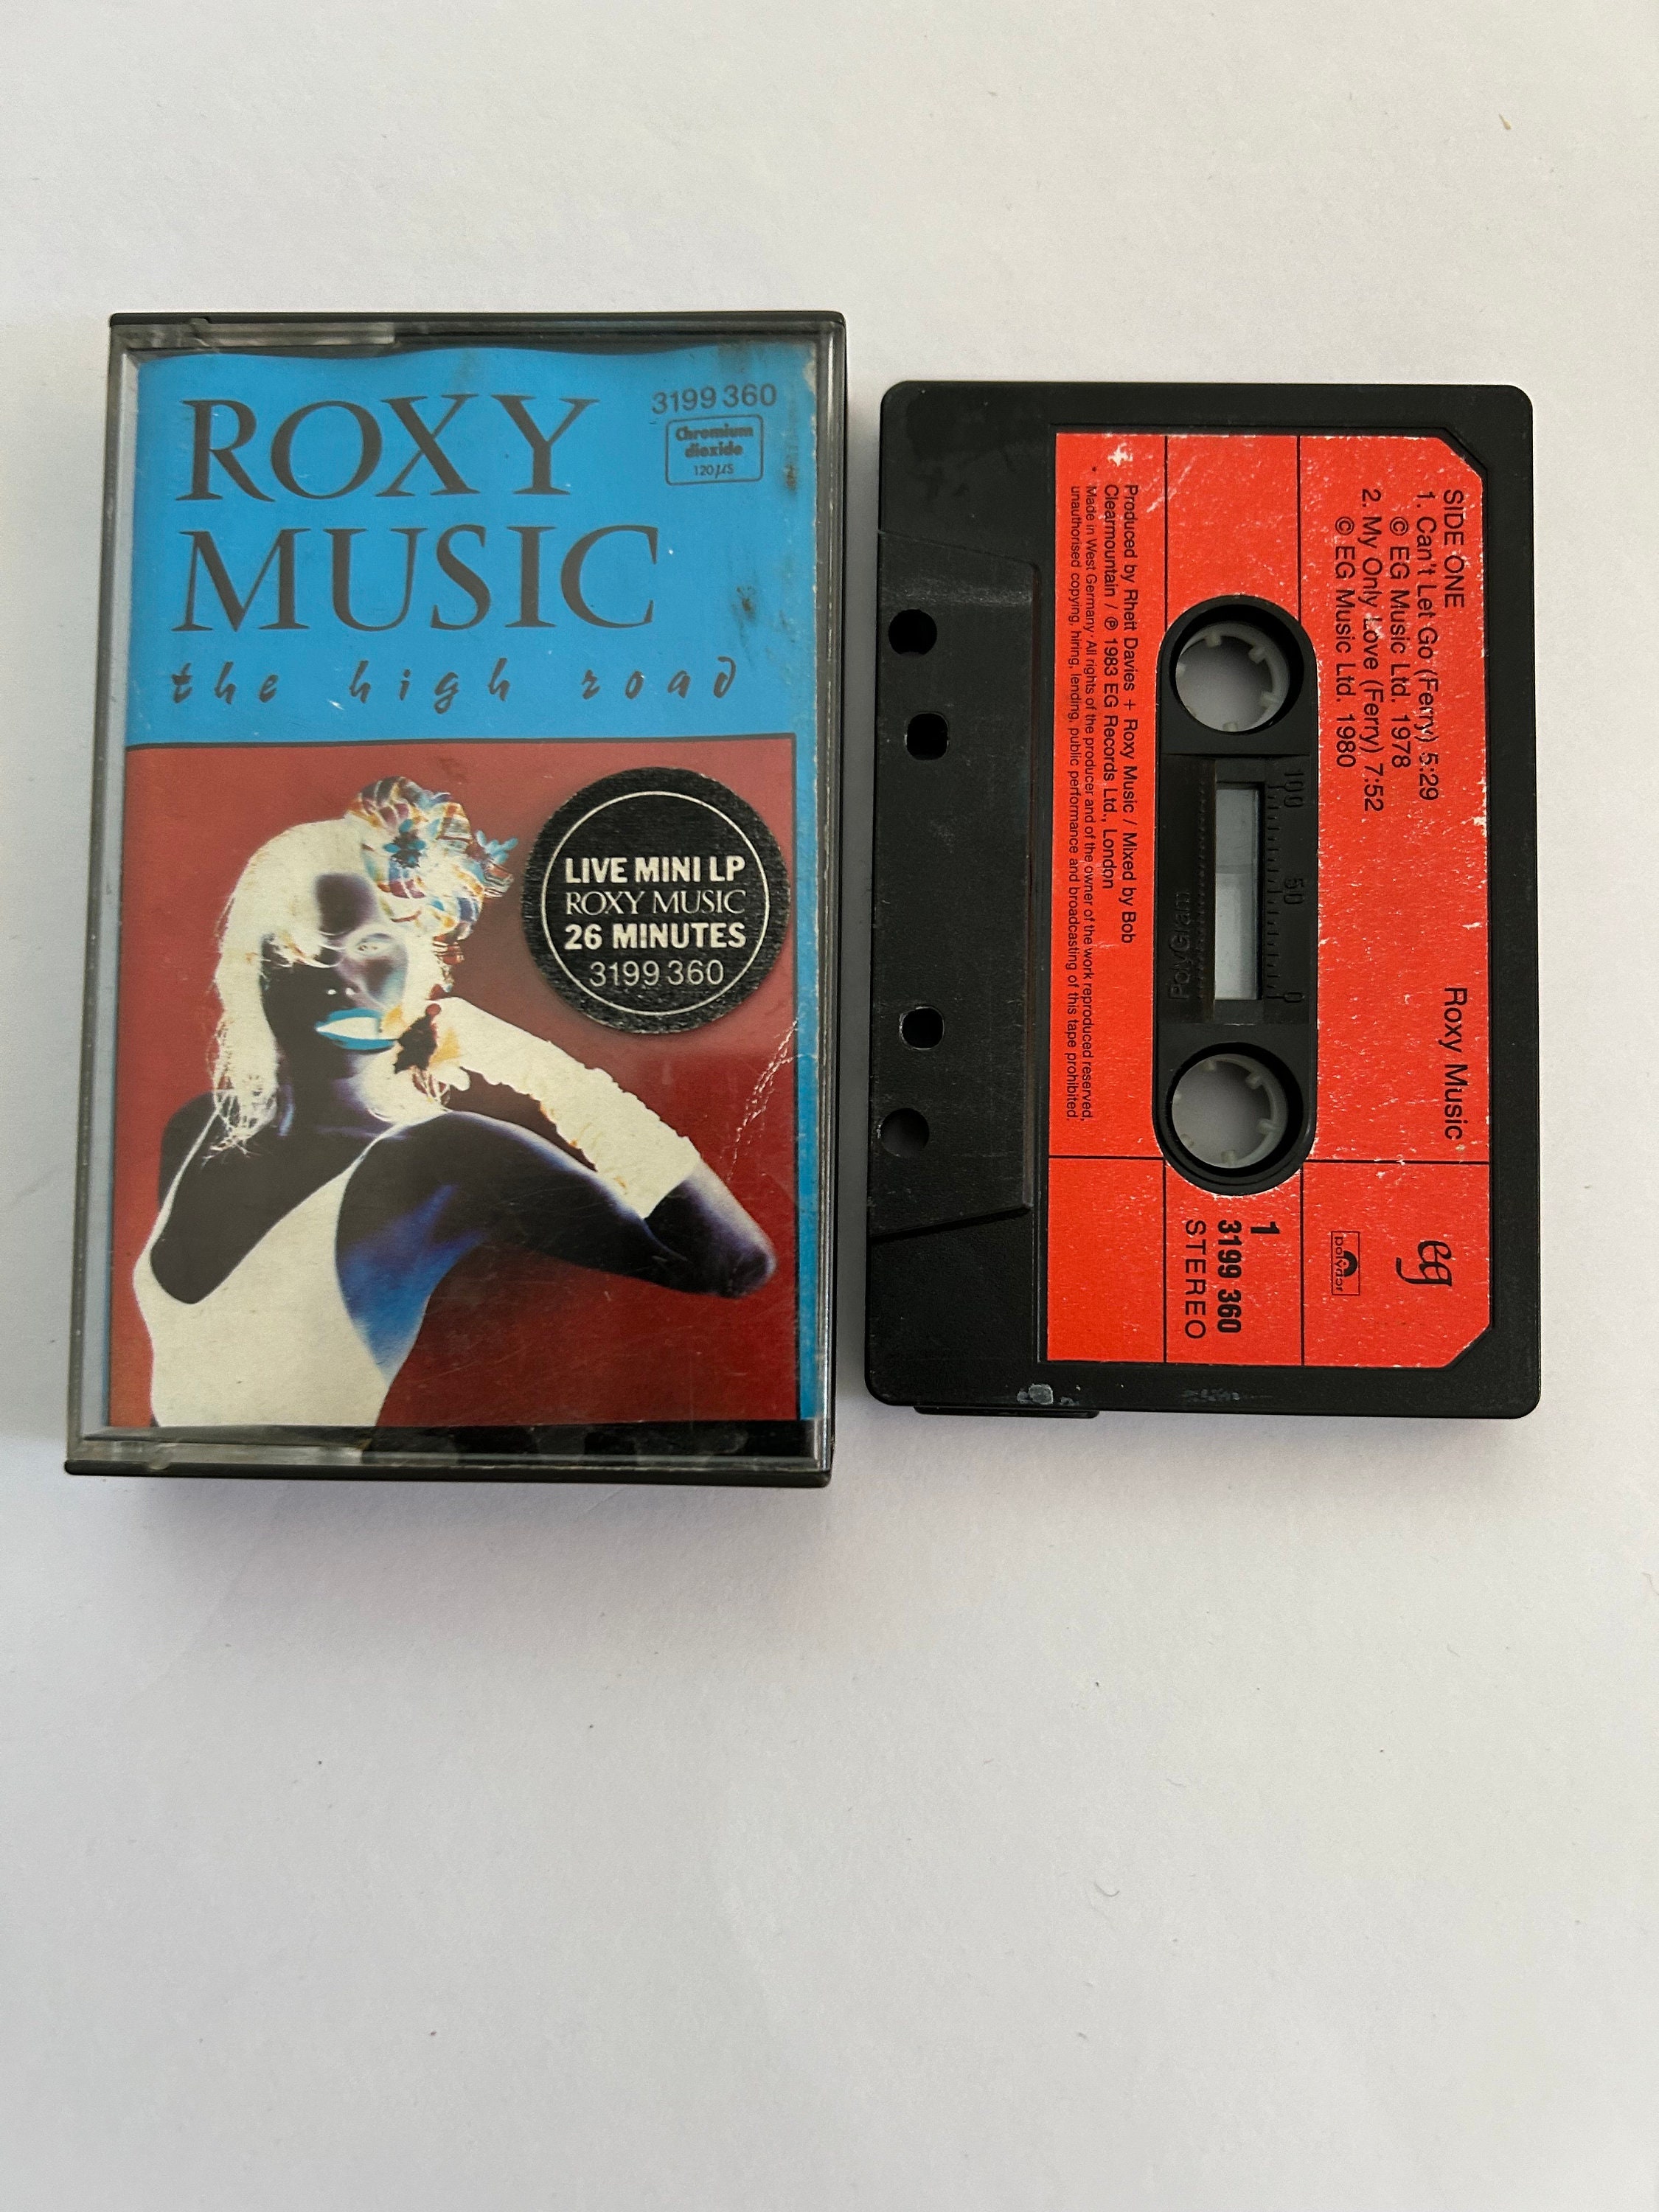 ROXY
MUSIC
the high road
3199 360
Chromium
dioxide
120 µs
LIVE MINI LP
ROXY MUSIC
26 MINUTES
3199 360
SIDE ONE
1. Can't Let Go (Ferry) 5:29
© EG Music Ltd. 1978
2. My Only Love (Ferry) 7:52
© EG Music Ltd. 1980
Roxy Music
eg
polydor
100 50 0
PolyGram
1
3199 360
STEREO
Produced by Rhett Davies + Roxy Music / Mixed by Bob
Clearmountain / ℗ 1983 EG Records Ltd., London
* Made in West Germany · All rights of the producer and of the owner of the work reproduced reserved,
unauthorised copying, hiring, lending, public performance and broadcasting of this tape prohibited.